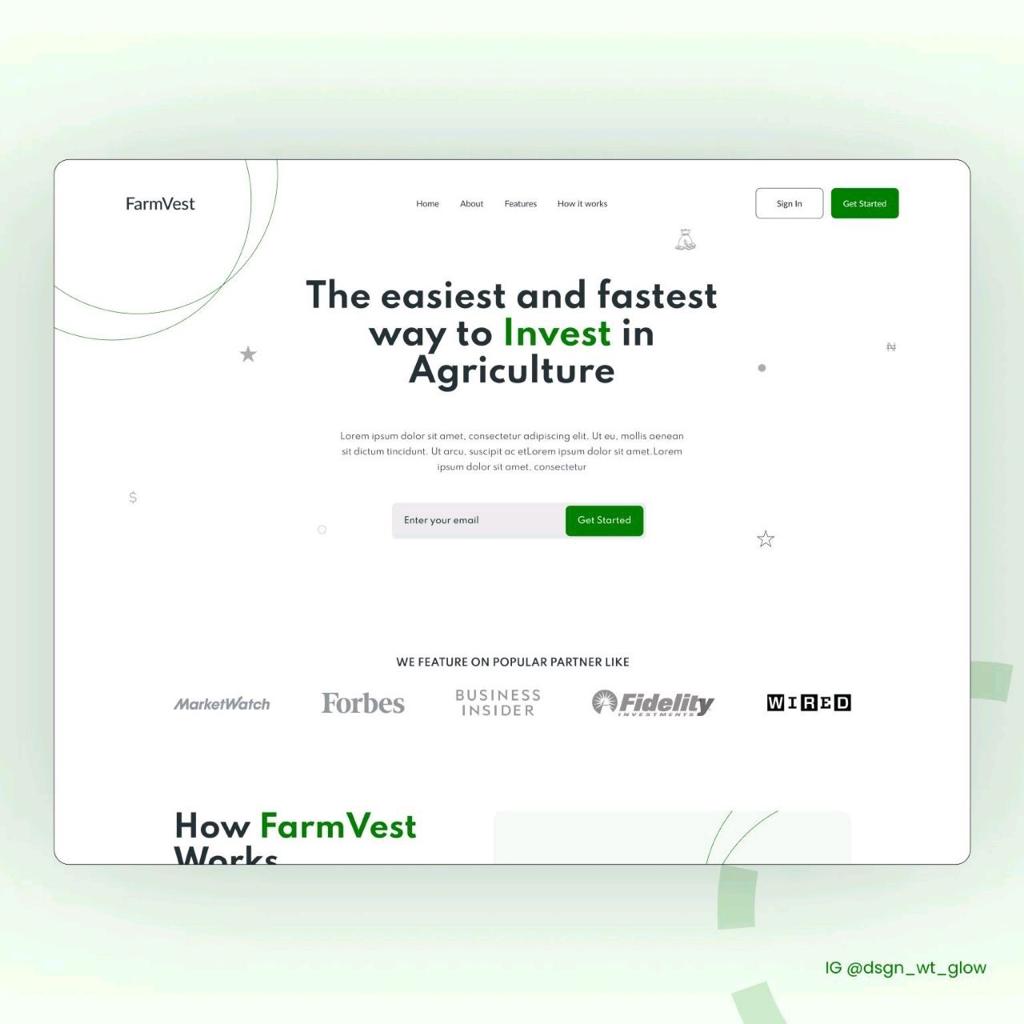 FarmVest
Home About Features How it works
Sign In Get Started
The easiest and fastest
way to Invest in
Agriculture
₦
Lorem ipsum dolor sit amet, consectetur adipiscing elit. Ut eu, mollis aenean
sit dictum tincidunt. Ut arcu, suscipit ac etLorem ipsum dolor sit amet.Lorem
ipsum dolor sit amet, consectetur
$
Enter your email Get Started
WE FEATURE ON POPULAR PARTNER LIKE
MarketWatch
Forbes
BUSINESS
INSIDER
Fidelity
INVESTMENTS
WIRED
How FarmVest
Works
IG @dsgn_wt_glow